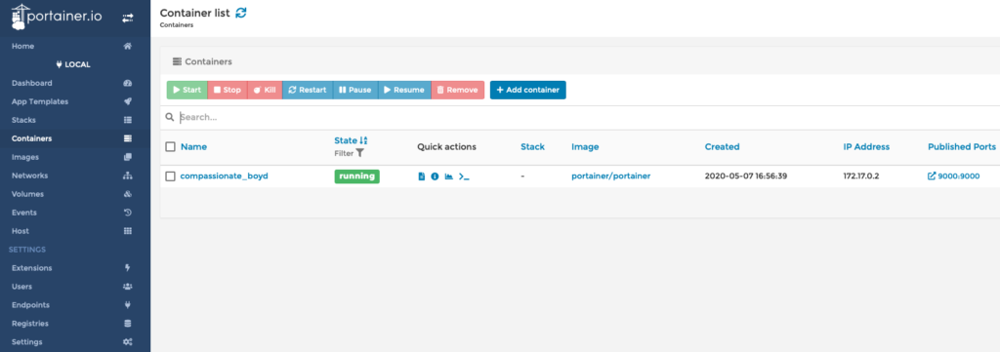 portainer.io
Home
LOCAL
Dashboard
App Templates
Stacks
Containers
Images
Networks
Volumes
Events
Host
SETTINGS
Extensions
Users
Endpoints
Registries
Settings
Container list
Containers
Containers
Start Stop Kill Restart Pause Resume Remove + Add container
Search...
Name State Filter Quick actions Stack Image Created IP Address Published Ports
compassionate_boyd running >_ - portainer/portainer 2020-05-07 16:56:39 172.17.0.2 9000:9000